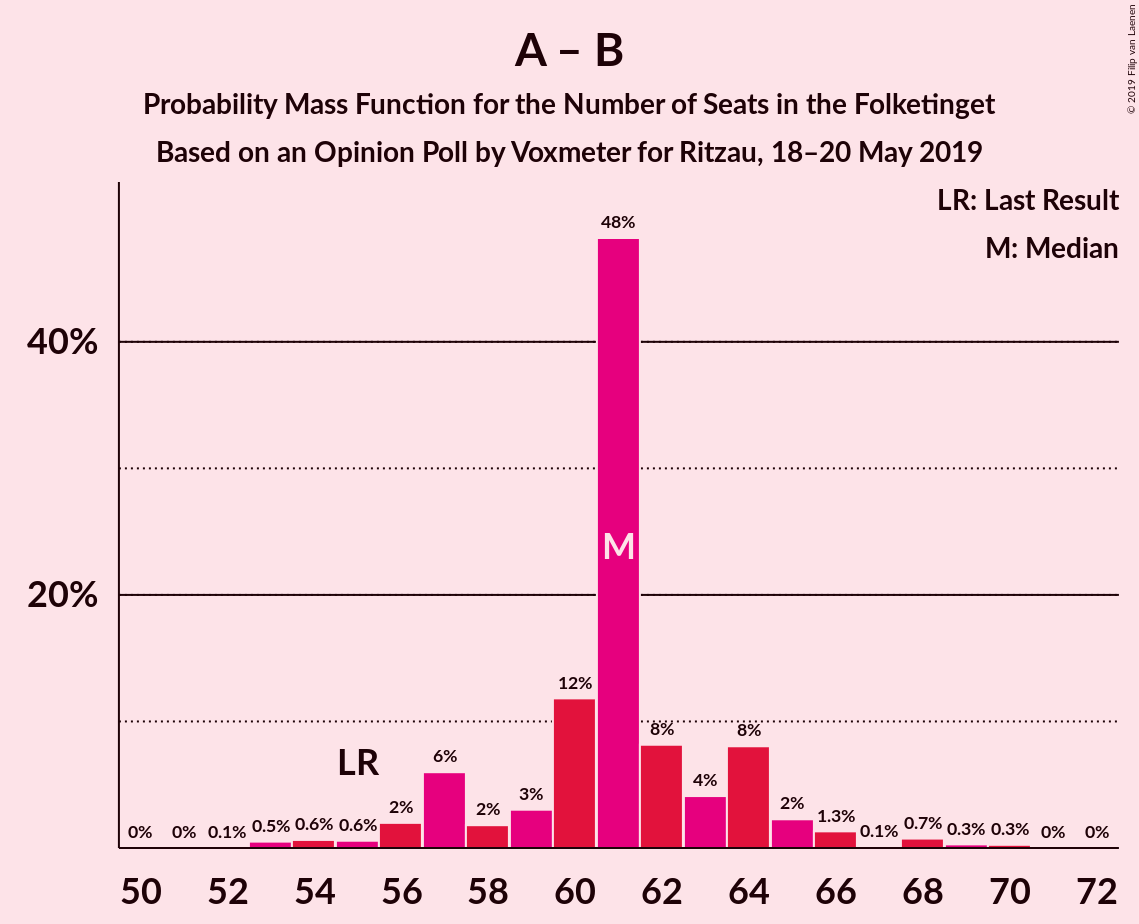 A – B
Probability Mass Function for the Number of Seats in the Folketinget
Based on an Opinion Poll by Voxmeter for Ritzau, 18–20 May 2019
© 2019 Filip van Laenen
LR: Last Result
M: Median
40%
20%
0% 0% 0.1% 0.5% 0.6% 0.6% 2% 6% 2% 3% 12% 48% 8% 4% 8% 2% 1.3% 0.1% 0.7% 0.3% 0.3% 0% 0%
LR
M
50 52 54 56 58 60 62 64 66 68 70 72